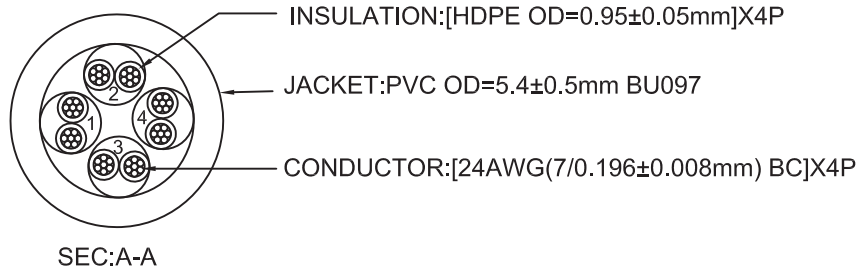 INSULATION:[HDPE OD=0.95±0.05mm]X4P
JACKET:PVC OD=5.4±0.5mm BU097
2
1
4
3
CONDUCTOR:[24AWG(7/0.196±0.008mm) BC]X4P
SEC:A-A